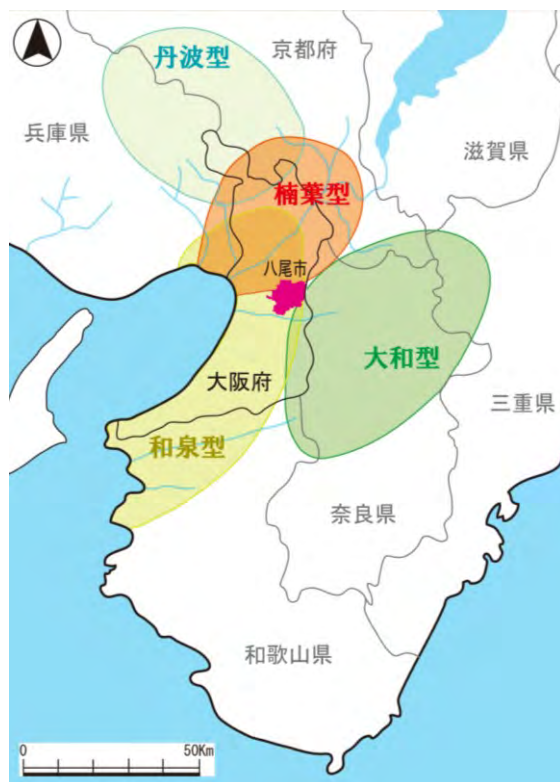 丹波型
京都府
兵庫県
滋賀県
楠葉型
八尾市
大和型
大阪府
三重県
和泉型
奈良県
和歌山県
0
50Km